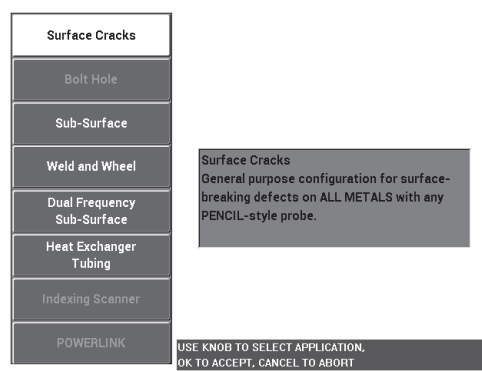 Surface Cracks
Bolt Hole
Sub-Surface
Weld and Wheel
Dual Frequency
Sub-Surface
Heat Exchanger
Tubing
Indexing Scanner
POWERLINK
Surface Cracks
General purpose configuration for surface-
breaking defects on ALL METALS with any
PENCIL-style probe.
USE KNOB TO SELECT APPLICATION,
OK TO ACCEPT, CANCEL TO ABORT